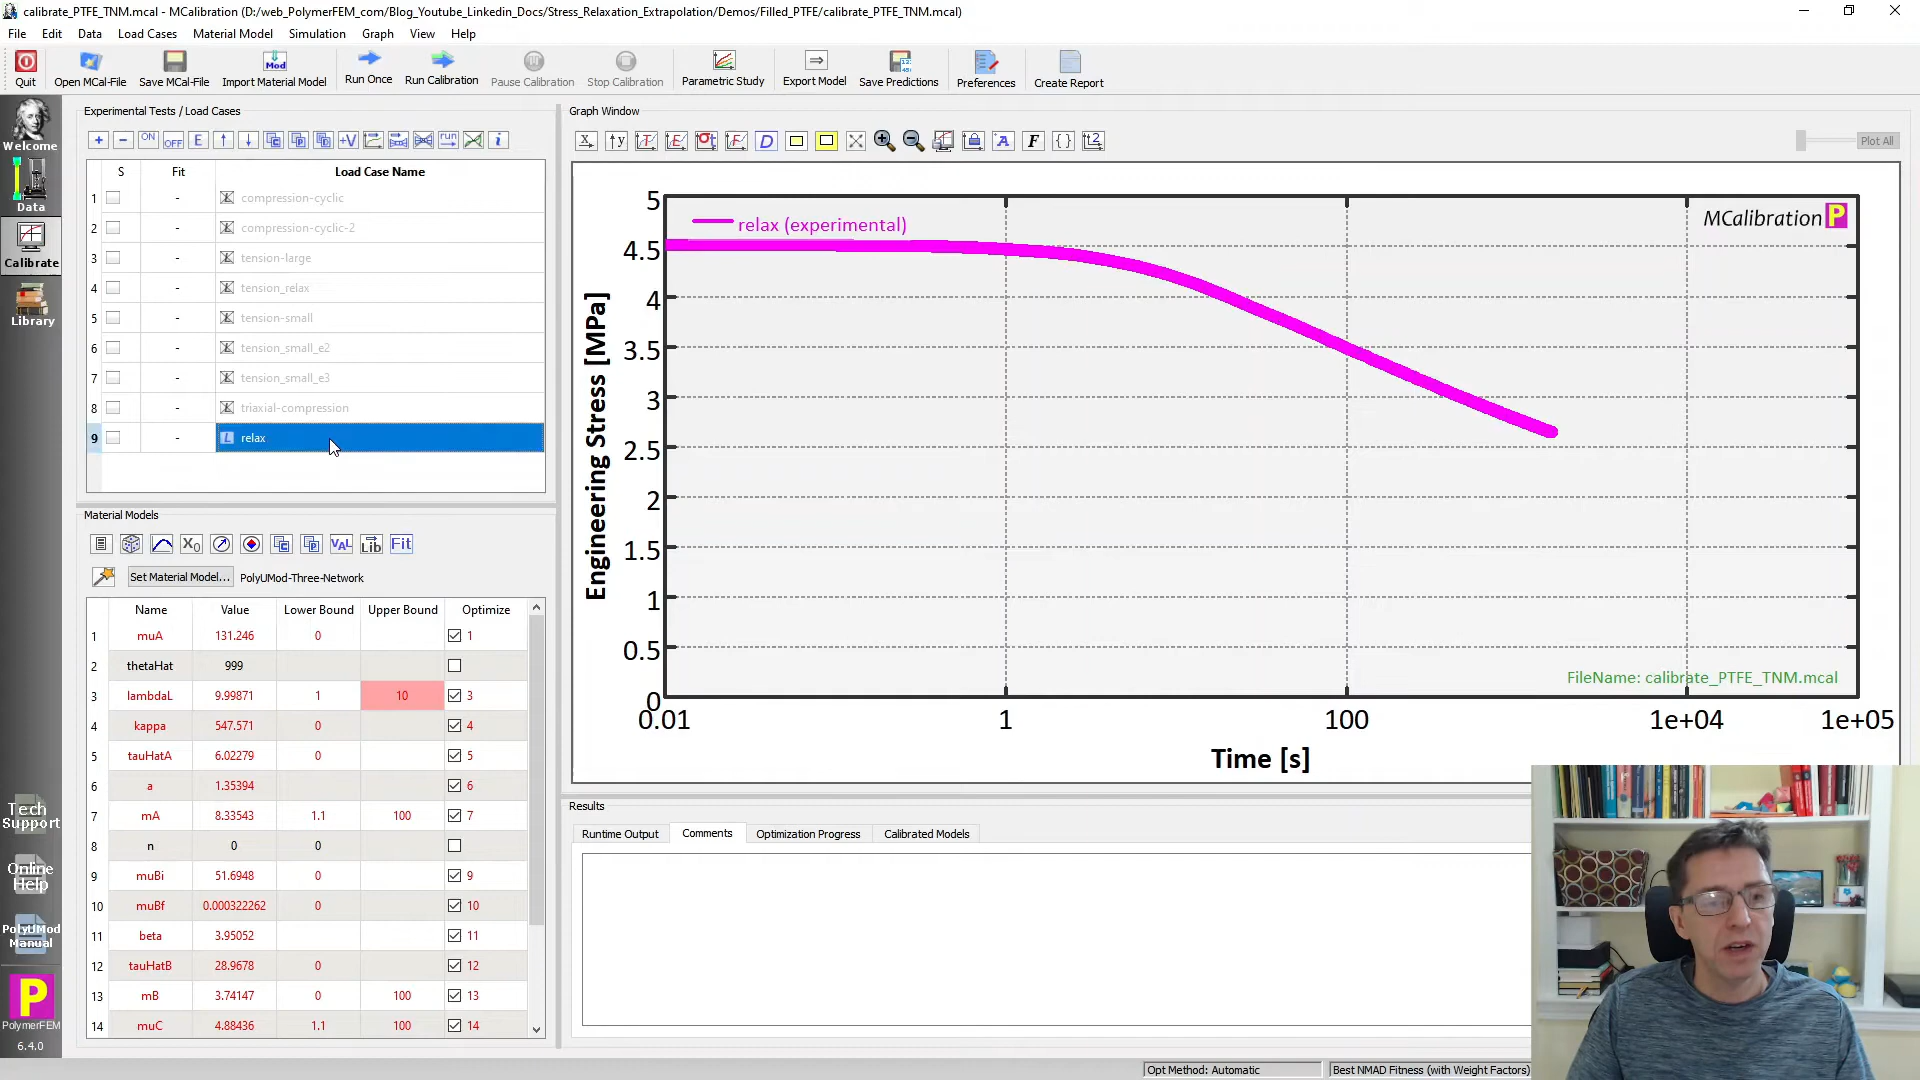 calibrate_PTFE_TNM.mcal - MCalibration (D:/web_PolymerFEM_com/Blog_Youtube_Linkedin_Docs/Stress_Relaxation_Extrapolation/Demos/Filled_PTFE/calibrate_PTFE_TNM.mcal)
File Edit Data Load Cases Material Model Simulation Graph View Help
Mod
Quit Open MCal-File Save MCal-File Import Material Model Run Once Run Calibration Pause Calibration Stop Calibration Parametric Study Export Model Save Predictions Preferences Create Report
Welcome
Data
Calibrate
Library
Tech Support
Online Help
PolyUMod Manual
P
PolymerFEM
6.4.0
Experimental Tests / Load Cases
+ - ON OFF E +V run i
S Fit Load Case Name
1 - compression-cyclic
2 - compression-cyclic-2
3 - tension-large
4 - tension_relax
5 - tension-small
6 - tension_small_e2
7 - tension_small_e3
8 - triaxial-compression
9 - relax
Material Models
X0 VAL Lib Fit
Set Material Model... PolyUMod-Three-Network
Name Value Lower Bound Upper Bound Optimize
1 muA 131.246 0 1
2 thetaHat 999
3 lambdaL 9.99871 1 10 3
4 kappa 547.571 0 4
5 tauHatA 6.02279 0 5
6 a 1.35394 6
7 mA 8.33543 1.1 100 7
8 n 0 0
9 muBi 51.6948 0 9
10 muBf 0.000322262 0 10
11 beta 3.95052 11
12 tauHatB 28.9678 0 12
13 mB 3.74147 0 100 13
14 muC 4.88436 1.1 100 14
Graph Window
D A F { } Plot All
relax (experimental)
MCalibration P
Engineering Stress [MPa]
5
4.5
4
3.5
3
2.5
2
1.5
1
0.5
0
FileName: calibrate_PTFE_TNM.mcal
0.01 1 100 1e+04 1e+05
Time [s]
Results
Runtime Output Comments Optimization Progress Calibrated Models
Opt Method: Automatic Best NMAD Fitness (with Weight Factors)